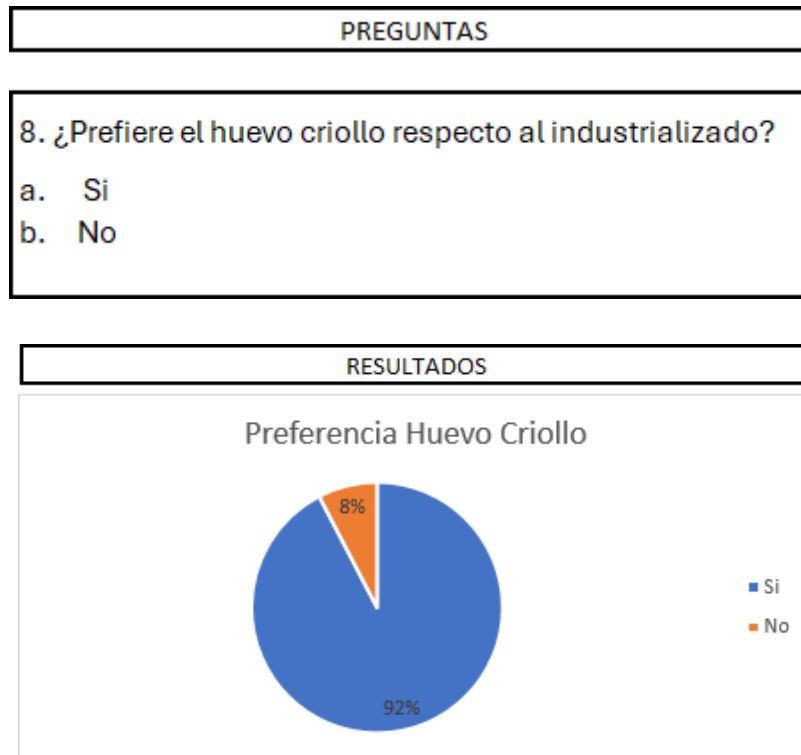 PREGUNTAS
8. ¿Prefiere el huevo criollo respecto al industrializado?
a. Si
b. No
RESULTADOS
Preferencia Huevo Criollo
8%
Si
No
92%